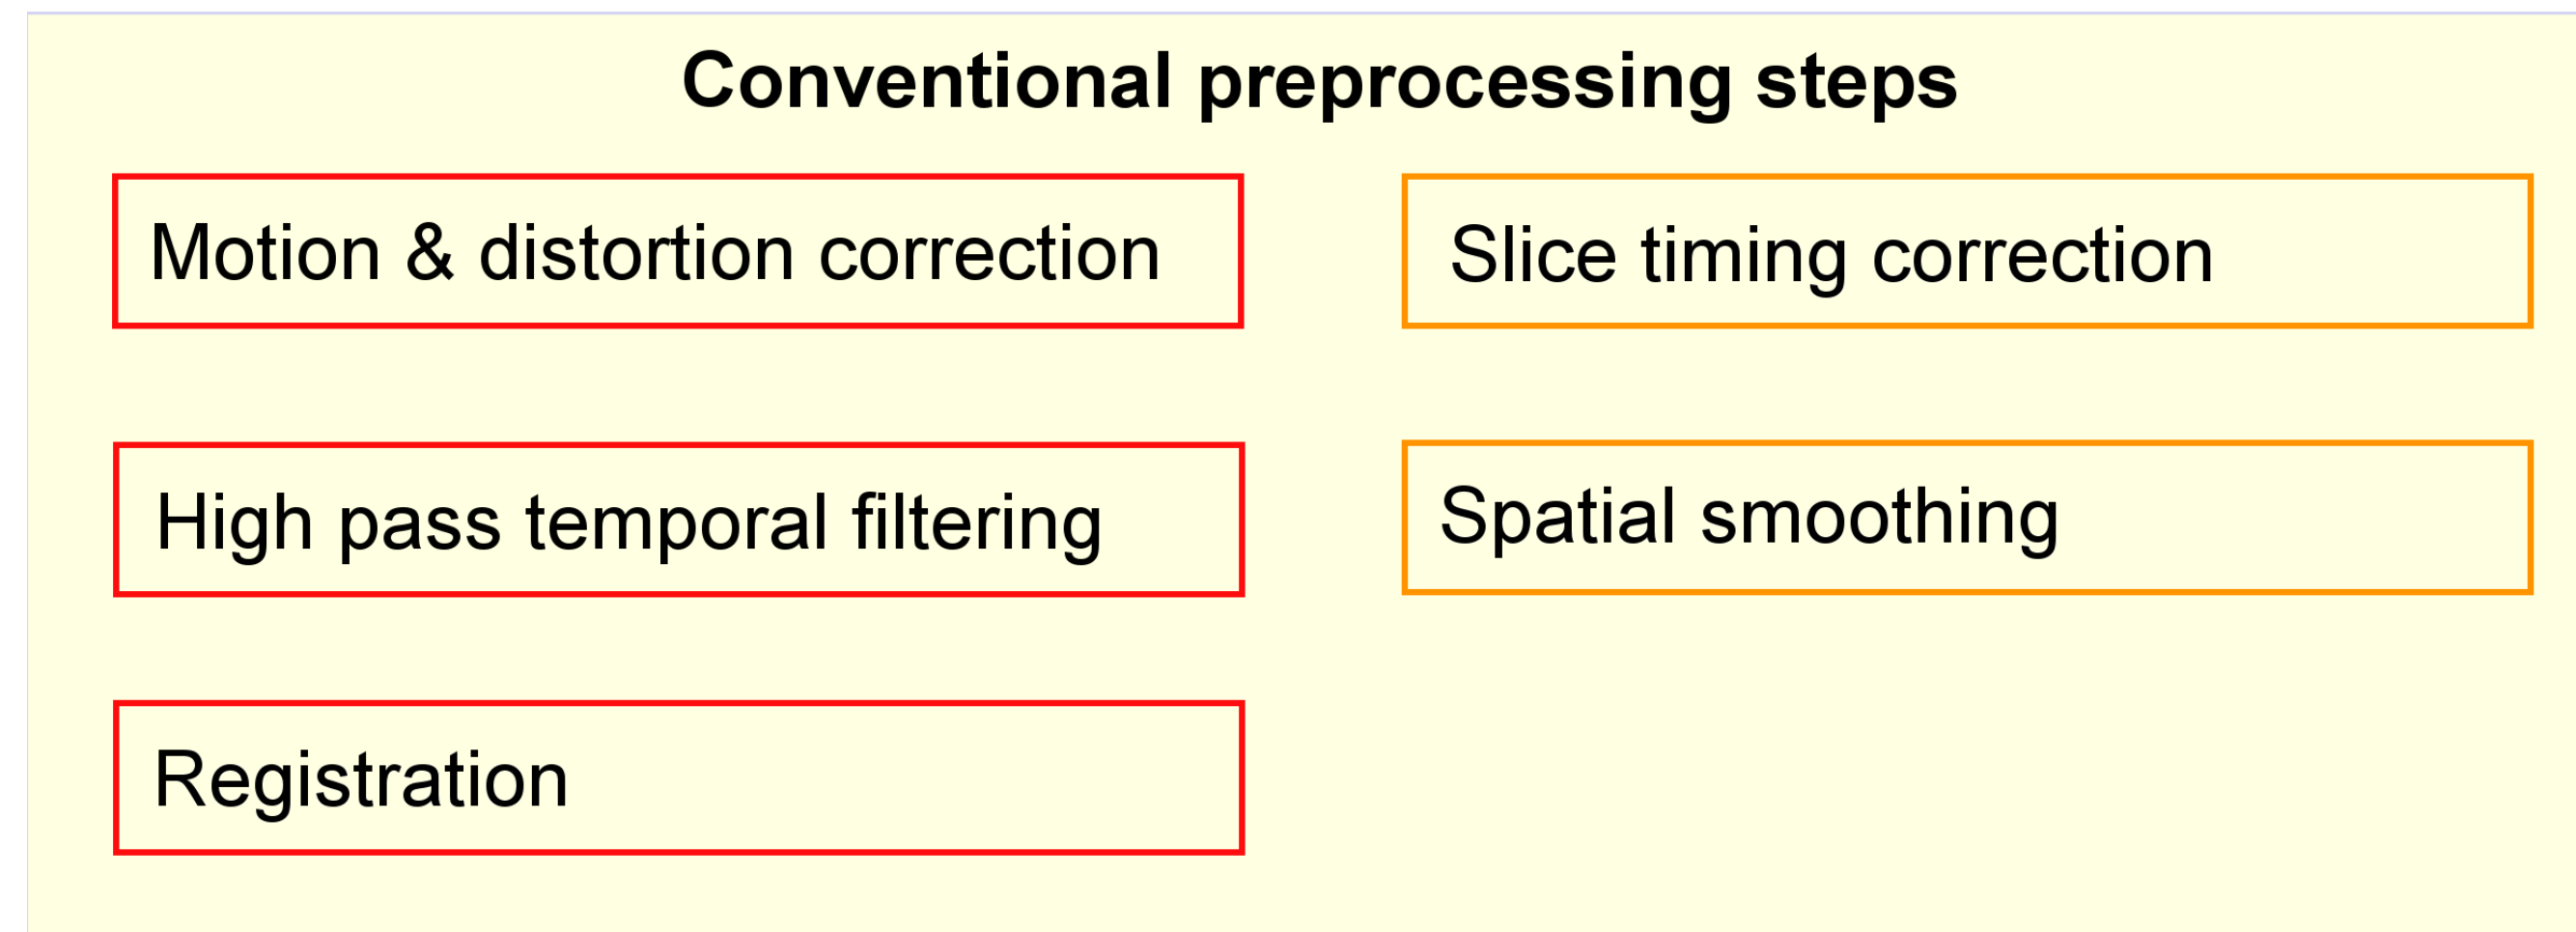 Conventional preprocessing steps
Motion & distortion correction
Slice timing correction
High pass temporal filtering
Spatial smoothing
Registration